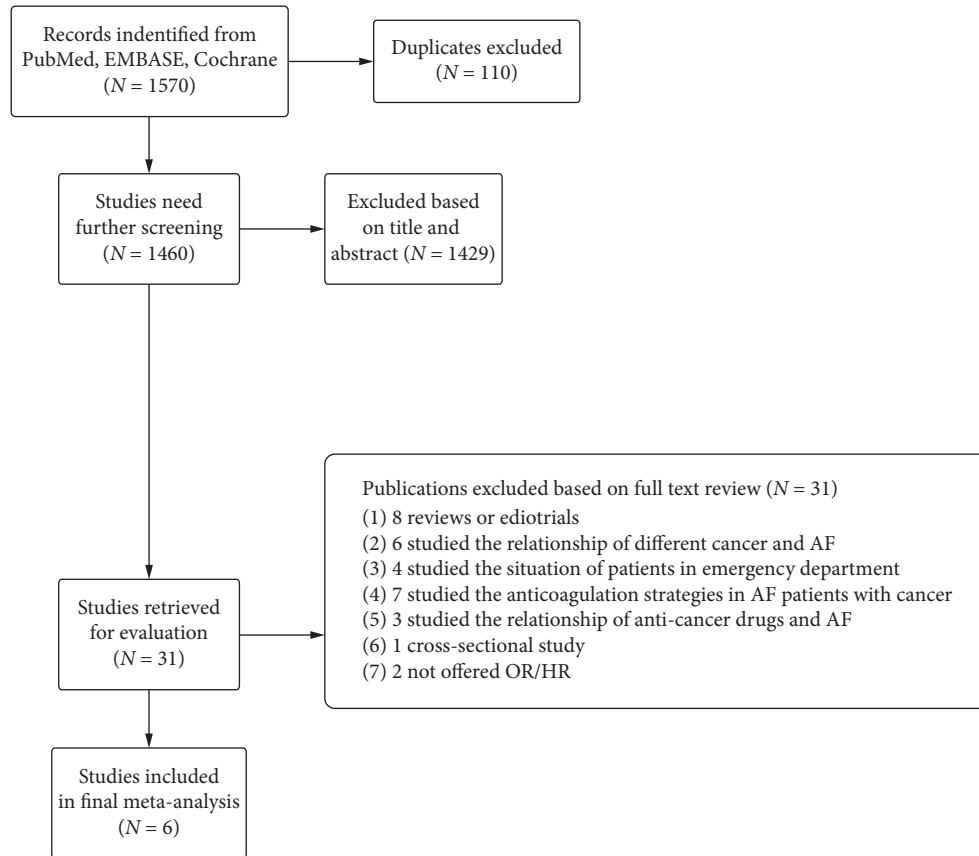 Records indentified from
PubMed, EMBASE, Cochrane
(N = 1570)
Duplicates excluded
(N = 110)
Studies need
further screening
(N = 1460)
Excluded based
on title and
abstract (N = 1429)
Publications excluded based on full text review (N = 31)
(1) 8 reviews or ediotrials
(2) 6 studied the relationship of different cancer and AF
(3) 4 studied the situation of patients in emergency department
(4) 7 studied the anticoagulation strategies in AF patients with cancer
(5) 3 studied the relationship of anti-cancer drugs and AF
(6) 1 cross-sectional study
(7) 2 not offered OR/HR
Studies retrieved
for evaluation
(N = 31)
Studies included
in final meta-analysis
(N = 6)